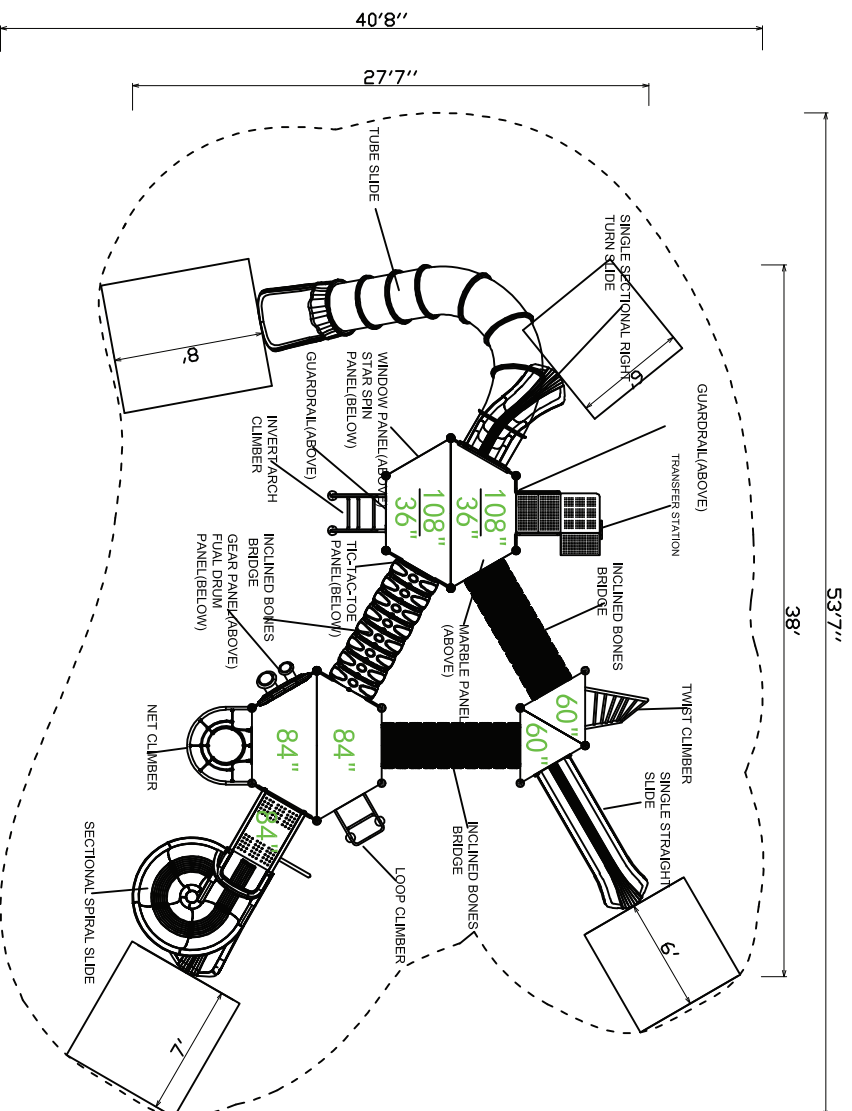 40'8''
27'7''
TUBE SLIDE
SINGLE SECTIONAL RIGHT
TURN SLIDE
6'
8'
GUARDRAIL(ABOVE)
TRANSFER STATION
WINDOW PANEL(ABOVE)
STAR SPIN
PANEL(BELOW)
GUARDRAIL(ABOVE)
INVERT ARCH
CLIMBER
108"
36"
108"
36"
53'7''
38'
TIC-TAC-TOE
PANEL(BELOW)
INCLINED BONES
BRIDGE
GEAR PANEL(ABOVE)
FUAL DRUM
PANEL(BELOW)
MARBLE PANEL
(ABOVE)
INCLINED BONES
BRIDGE
TWIST CLIMBER
60"
60"
84"
84"
NET CLIMBER
SINGLE STRAIGHT
SLIDE
84"
INCLINED BONES
BRIDGE
LOOP CLIMBER
SECTIONAL SPIRAL SLIDE
6'
7'